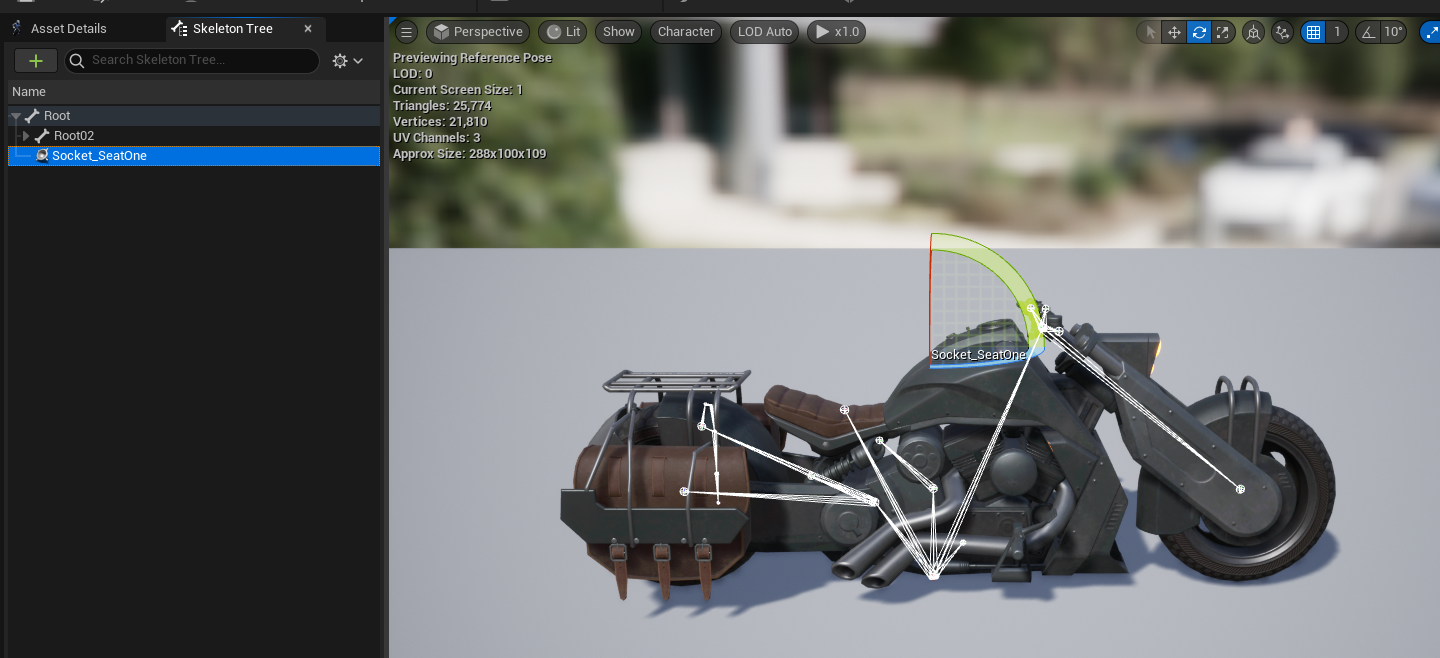 Asset Details
Skeleton Tree
Search Skeleton Tree...
Name
Root
Root02
Socket_SeatOne
Perspective
Lit
Show
Character
LOD Auto
x1.0
1
10°
Previewing Reference Pose
LOD: 0
Current Screen Size: 1
Triangles: 25,774
Vertices: 21,810
UV Channels: 3
Approx Size: 288x100x109
Socket_SeatOne